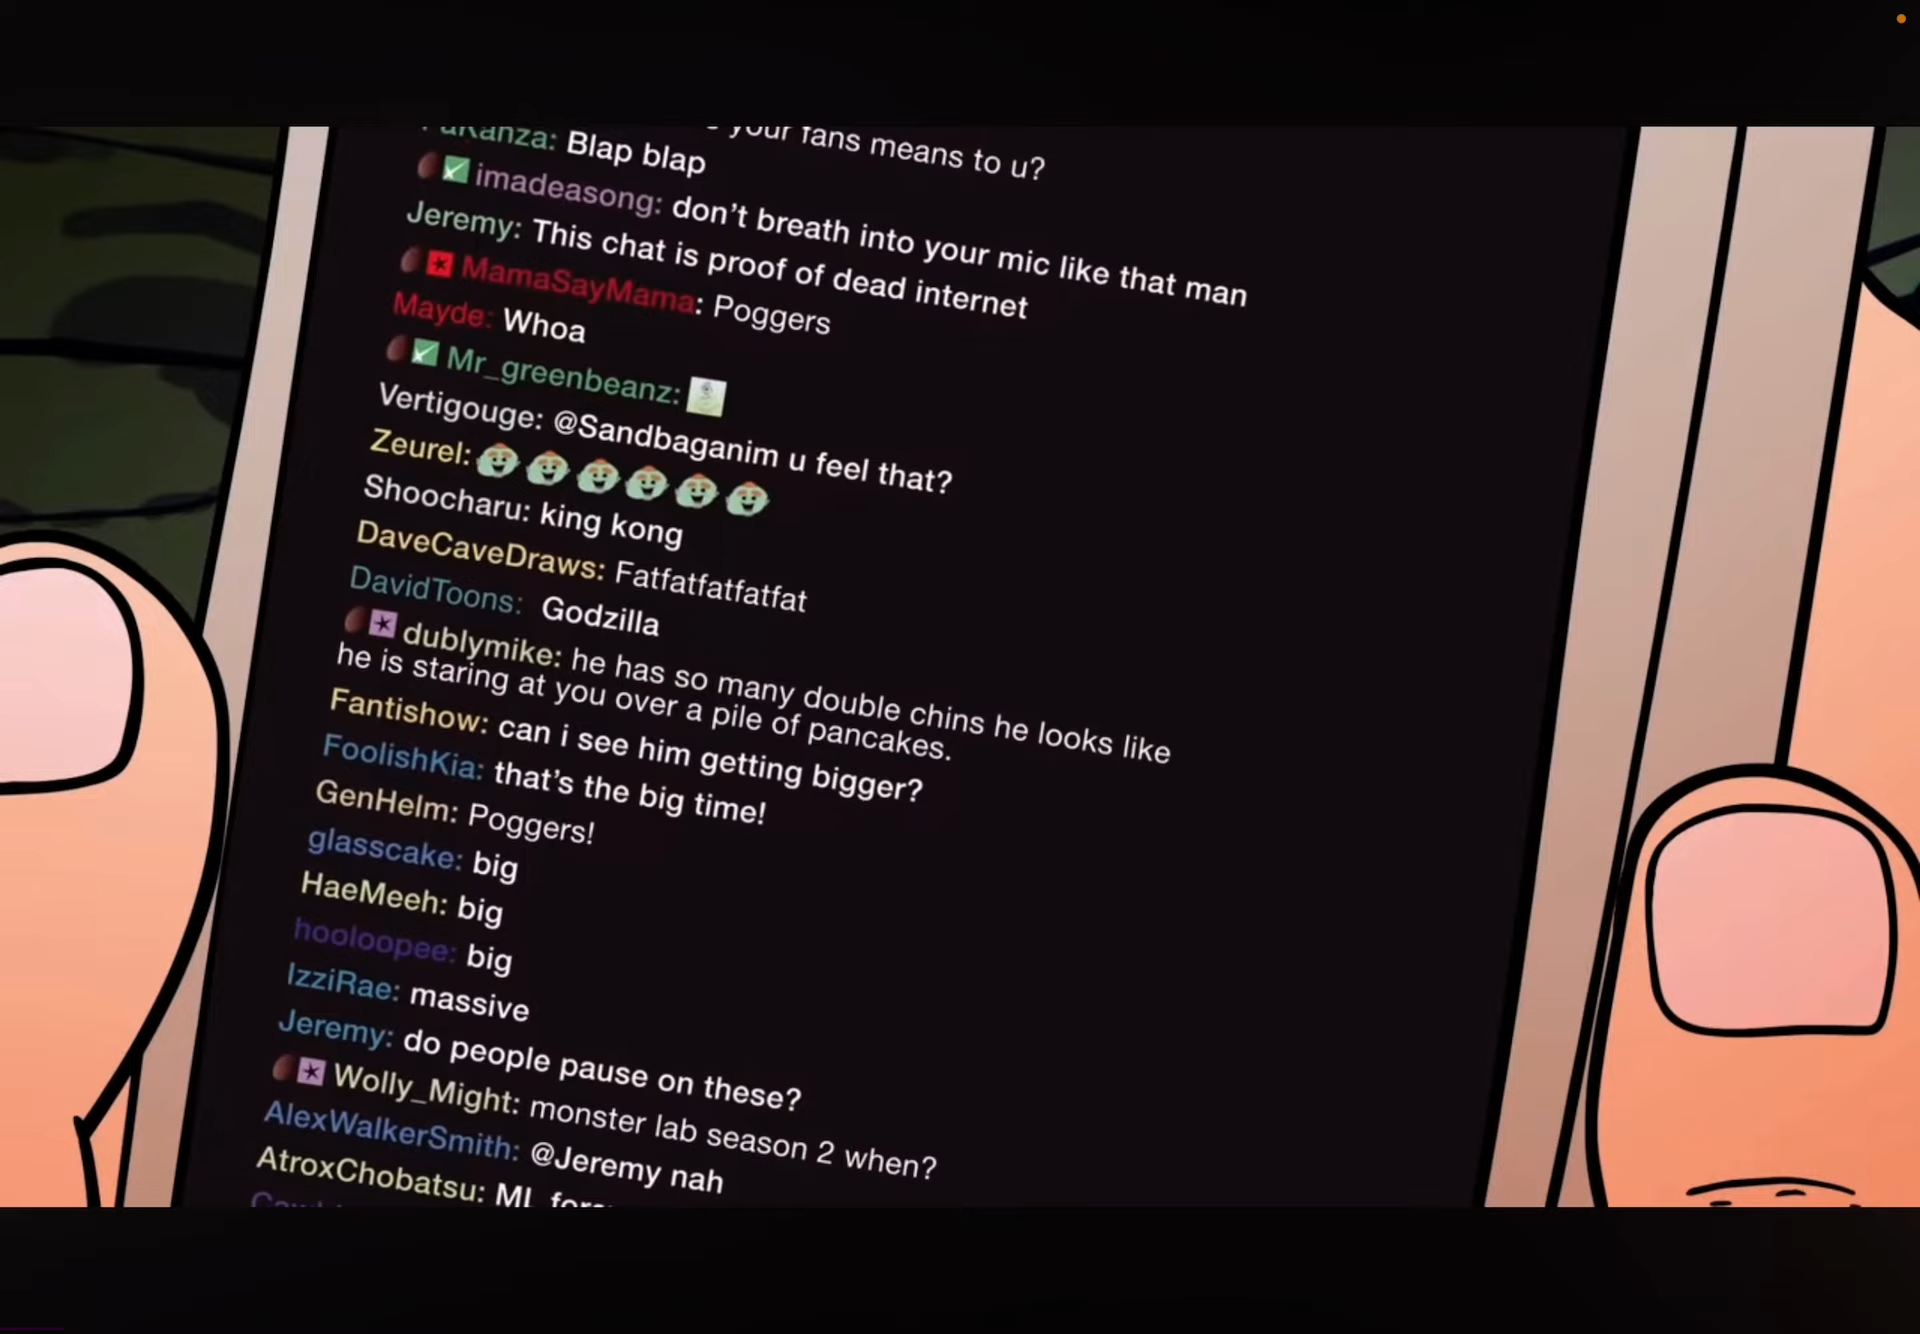 your fans means to u?
Blap blap
imadeasong: don't breath into your mic like that man
Jeremy: This chat is proof of dead internet
MamaSayMama: Poggers
Mayde: Whoa
Mr_greenbeanz:
Vertigouge: @Sandbaganim u feel that?
Zeurel:
Shoocharu: king kong
DaveCaveDraws: Fatfatfatfatfat
DavidToons: Godzilla
dublymike: he has so many double chins he looks like
he is staring at you over a pile of pancakes.
Fantishow: can i see him getting bigger?
FoolishKia: that's the big time!
GenHelm: Poggers!
glasscake: big
HaeMeeh: big
hooloopee: big
IzziRae: massive
Jeremy: do people pause on these?
Wolly_Might: monster lab season 2 when?
AlexWalkerSmith: @Jeremy nah
AtroxChobatsu: ML